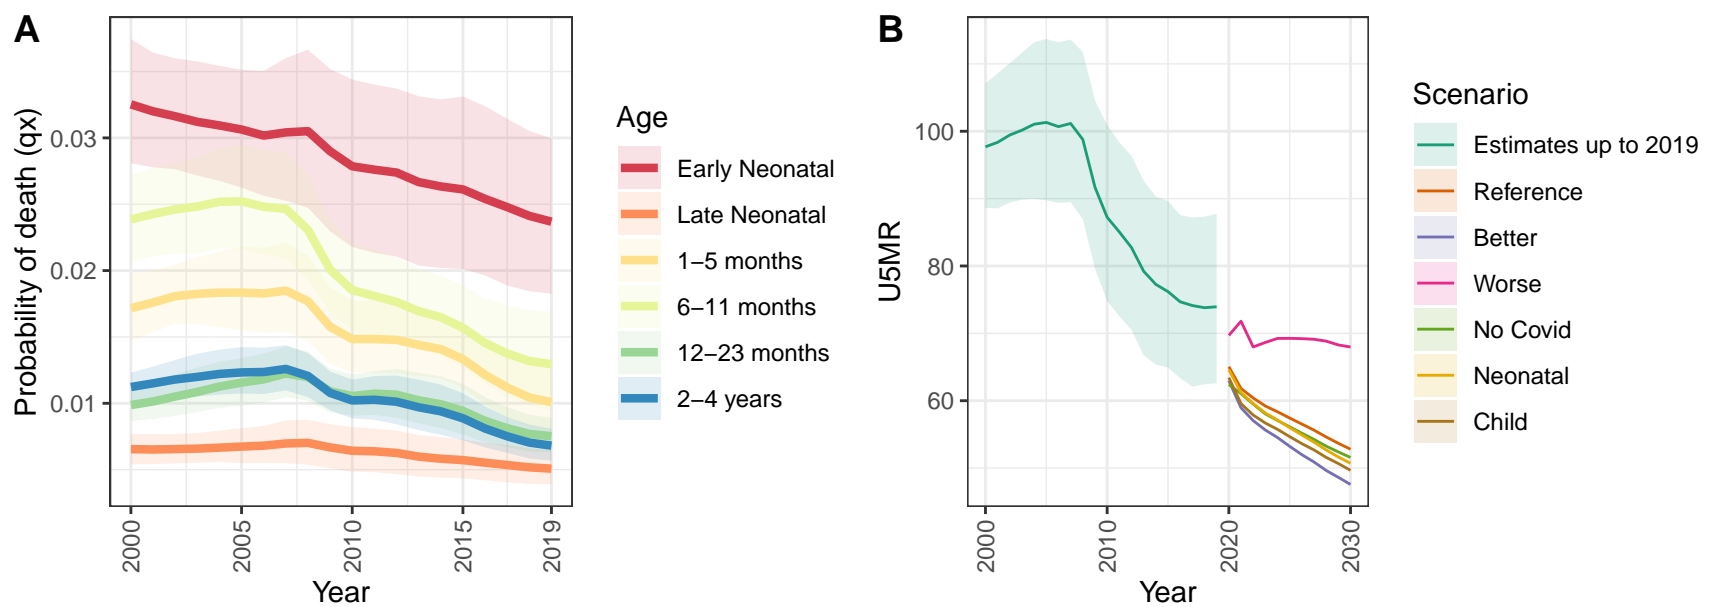 A
Probability of death (qx)
0.03
0.02
0.01
2000
2005
2010
2015
2019
Year
Age
Early Neonatal
Late Neonatal
1–5 months
6–11 months
12–23 months
2–4 years
B
U5MR
100
80
60
2000
2010
2020
2030
Year
Scenario
Estimates up to 2019
Reference
Better
Worse
No Covid
Neonatal
Child